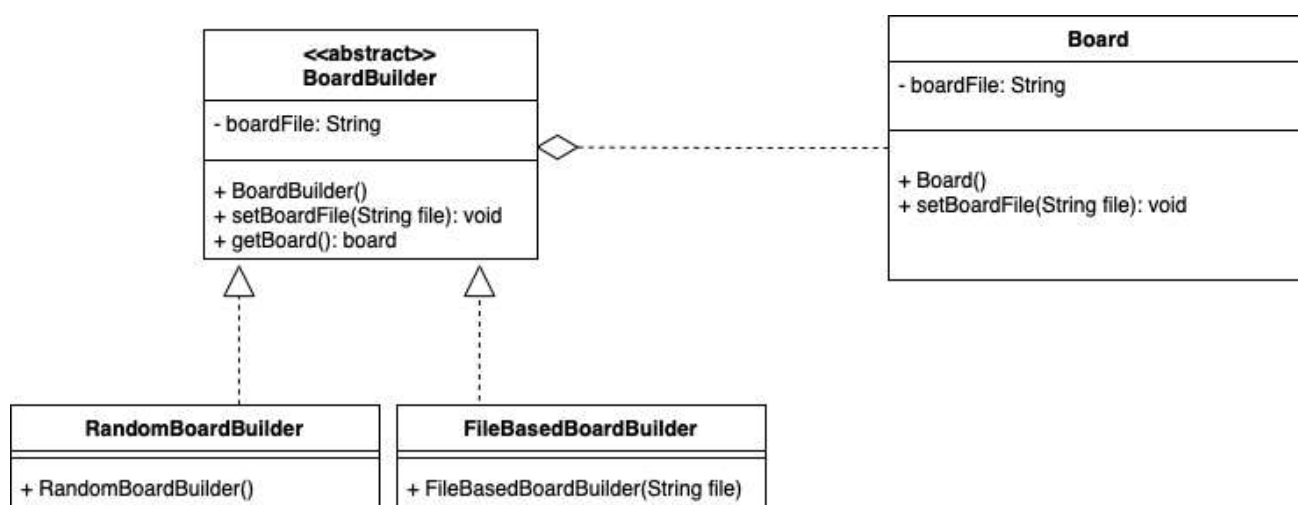 <<abstract>>
BoardBuilder
- boardFile: String
+ BoardBuilder()
+ setBoardFile(String file): void
+ getBoard(): board
Board
- boardFile: String
+ Board()
+ setBoardFile(String file): void
RandomBoardBuilder
+ RandomBoardBuilder()
FileBasedBoardBuilder
+ FileBasedBoardBuilder(String file)